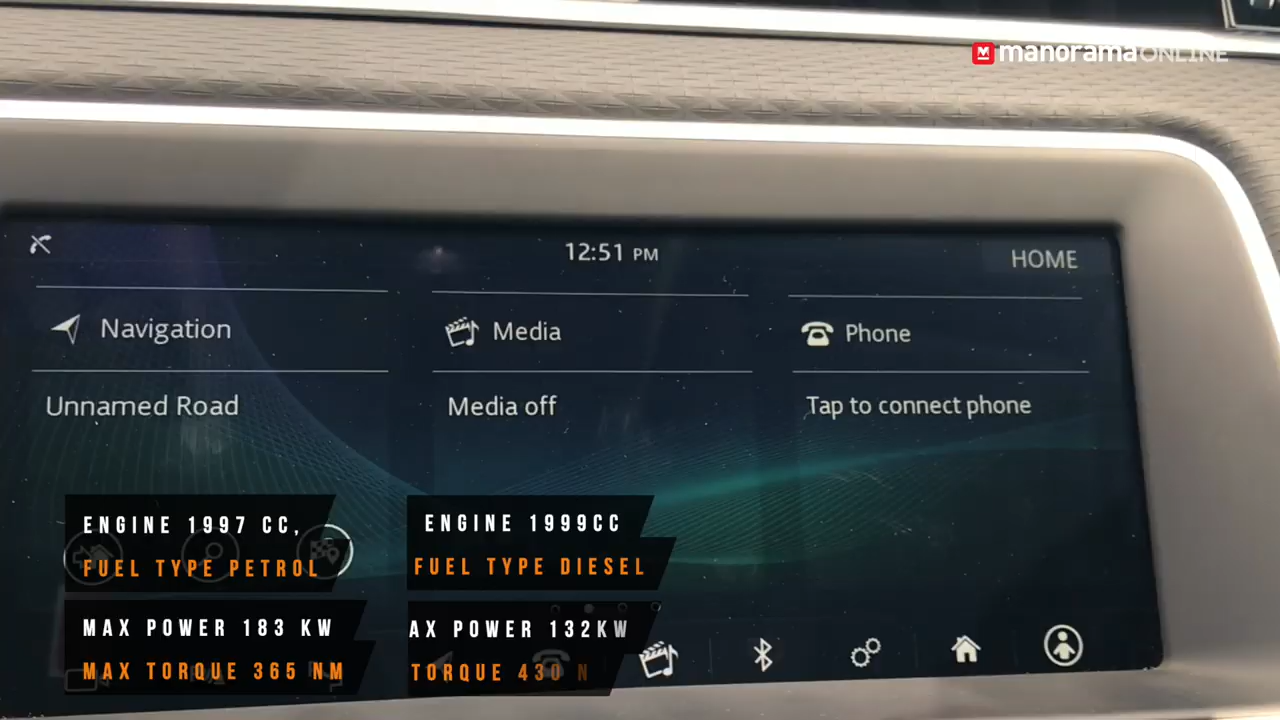 manoramaONLINE
12:51 PM
HOME
Navigation
Media
Phone
Unnamed Road
Media off
Tap to connect phone
ENGINE 1997 CC,
FUEL TYPE PETROL
ENGINE 1999CC
FUEL TYPE DIESEL
MAX POWER 183 KW
MAX TORQUE 365 NM
AX POWER 132KW
TORQUE 430 N